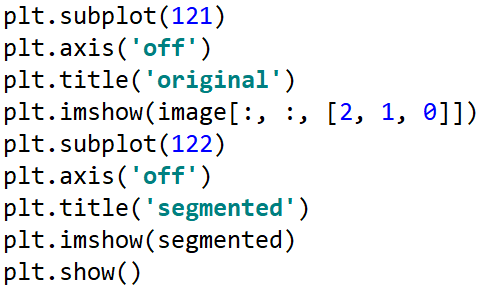 plt.subplot(121)
plt.axis('off')
plt.title('original')
plt.imshow(image[:, :, [2, 1, 0]])
plt.subplot(122)
plt.axis('off')
plt.title('segmented')
plt.imshow(segmented)
plt.show()